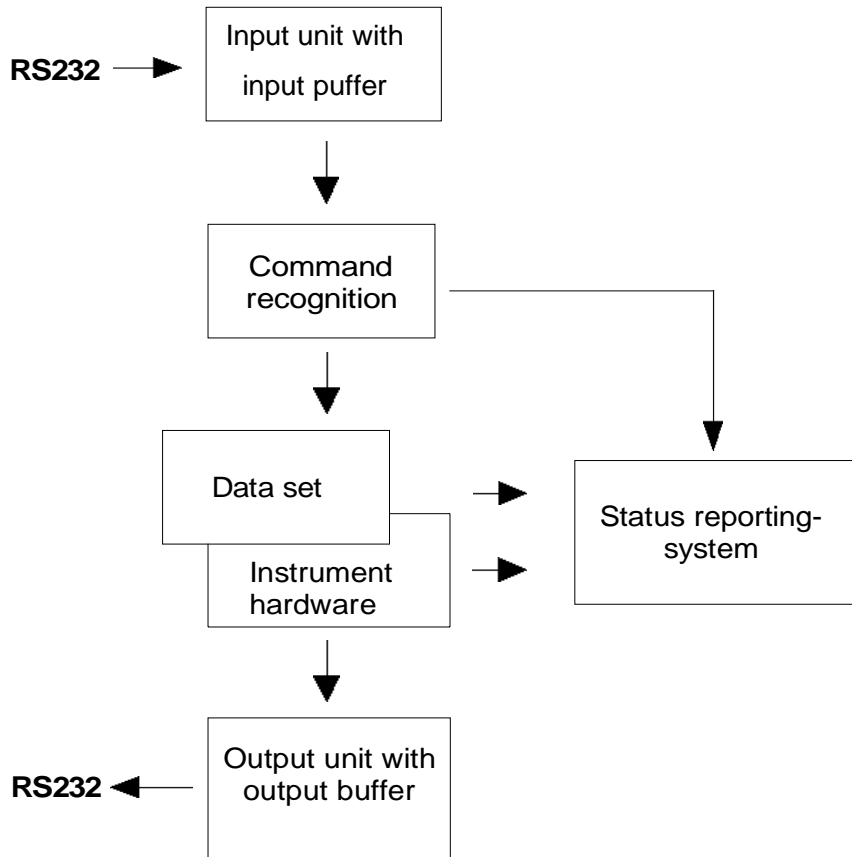 Input unit with
RS232
input puffer
Command
recognition
Data set
Status reporting-
system
Instrument
hardware
Output unit with
RS232
output buffer